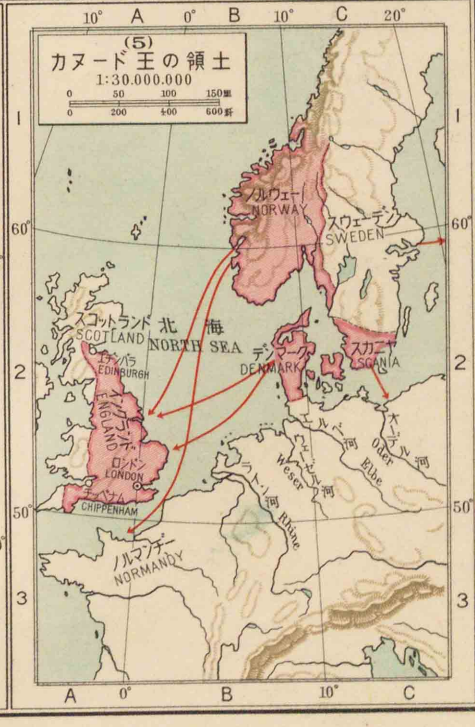 10°
A
0°
B
10°
C
20°
(5)
カヌード王の領土
1:30.000.000
0 50 100 150里
0 200 400 600粁
1
1
60°
60°
ノルウェー
NORWAY
スウェーデン
SWEDEN
スコットランド
SCOTLAND
北海
NORTH SEA
エヂンバラ
EDINBURGH
デンマーク
DENMARK
スカニヤ
SCANIA
2
2
イングランド
ENGLAND
ロンドン
LONDON
チッペナム
CHIPPENHAM
エルベ河
Elbe
オーデル河
Oder
ウェーゼル河
Weser
ライン河
Rhine
50°
50°
ノルマンヂー
NORMANDY
3
3
A
0°
B
10°
C